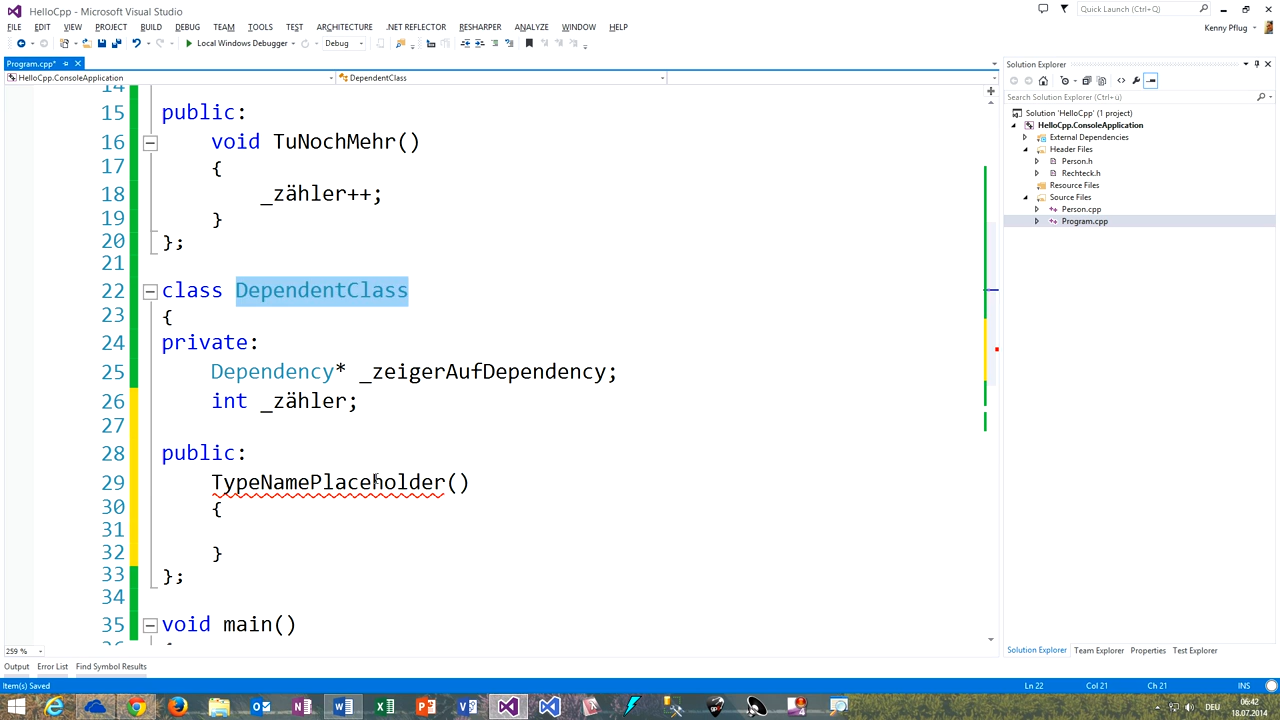 HelloCpp - Microsoft Visual Studio
Quick Launch (Ctrl+Q)
FILE EDIT VIEW PROJECT BUILD DEBUG TEAM TOOLS TEST ARCHITECTURE .NET REFLECTOR RESHARPER ANALYZE WINDOW HELP
Kenny Pflug
Local Windows Debugger Debug
Program.cpp*
HelloCpp.ConsoleApplication DependentClass
14
15 public:
16 void TuNochMehr()
17 {
18 _zähler++;
19 }
20 };
21
22 class DependentClass
23 {
24 private:
25 Dependency* _zeigerAufDependency;
26 int _zähler;
27
28 public:
29 TypeNamePlaceholder()
30 {
31
32 }
33 };
34
35 void main()
259 %
Solution Explorer
Search Solution Explorer (Ctrl+ü)
Solution 'HelloCpp' (1 project)
HelloCpp.ConsoleApplication
External Dependencies
Header Files
Person.h
Rechteck.h
Resource Files
Source Files
Person.cpp
Program.cpp
Solution Explorer Team Explorer Properties Test Explorer
Output Error List Find Symbol Results
Item(s) Saved Ln 22 Col 21 Ch 21 INS
DEU
06:42
18.07.2014